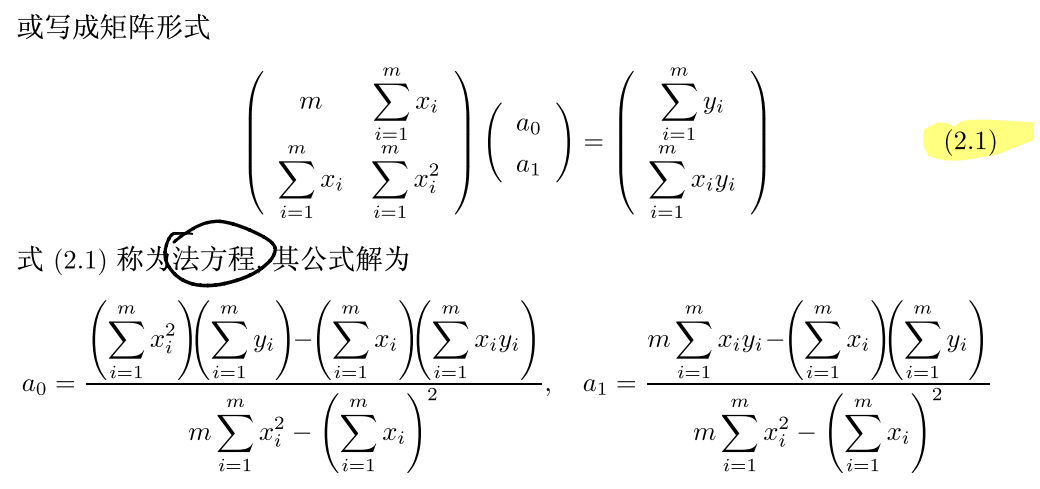 或写成矩阵形式
$$\begin{pmatrix} m & \sum_{i=1}^{m} x_i \\ \sum_{i=1}^{m} x_i & \sum_{i=1}^{m} x_i^2 \end{pmatrix} \begin{pmatrix} a_0 \\ a_1 \end{pmatrix} = \begin{pmatrix} \sum_{i=1}^{m} y_i \\ \sum_{i=1}^{m} x_i y_i \end{pmatrix} \quad (2.1)$$
式 (2.1) 称为法方程, 其公式解为
$$a_0 = \frac{\left(\sum_{i=1}^{m} x_i^2\right)\left(\sum_{i=1}^{m} y_i\right) - \left(\sum_{i=1}^{m} x_i\right)\left(\sum_{i=1}^{m} x_i y_i\right)}{m\sum_{i=1}^{m} x_i^2 - \left(\sum_{i=1}^{m} x_i\right)^2}, \quad a_1 = \frac{m\sum_{i=1}^{m} x_i y_i - \left(\sum_{i=1}^{m} x_i\right)\left(\sum_{i=1}^{m} y_i\right)}{m\sum_{i=1}^{m} x_i^2 - \left(\sum_{i=1}^{m} x_i\right)^2}$$